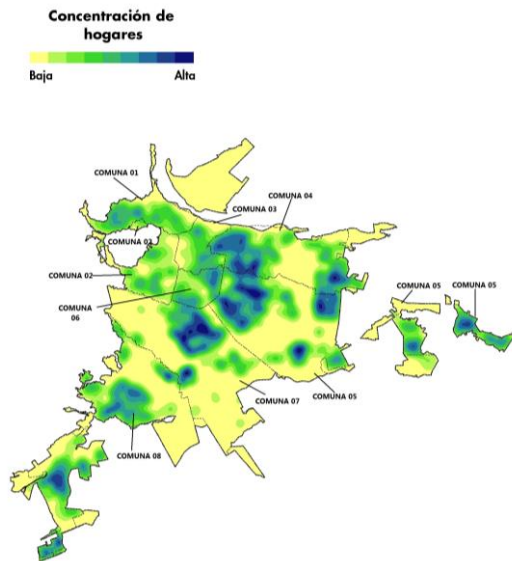 Concentración de
hogares
Baja
Alta
COMUNA 01
COMUNA 04
COMUNA 03
COMUNA 02
COMUNA 02
COMUNA 05
COMUNA 05
COMUNA
06
COMUNA 05
COMUNA 07
COMUNA 08